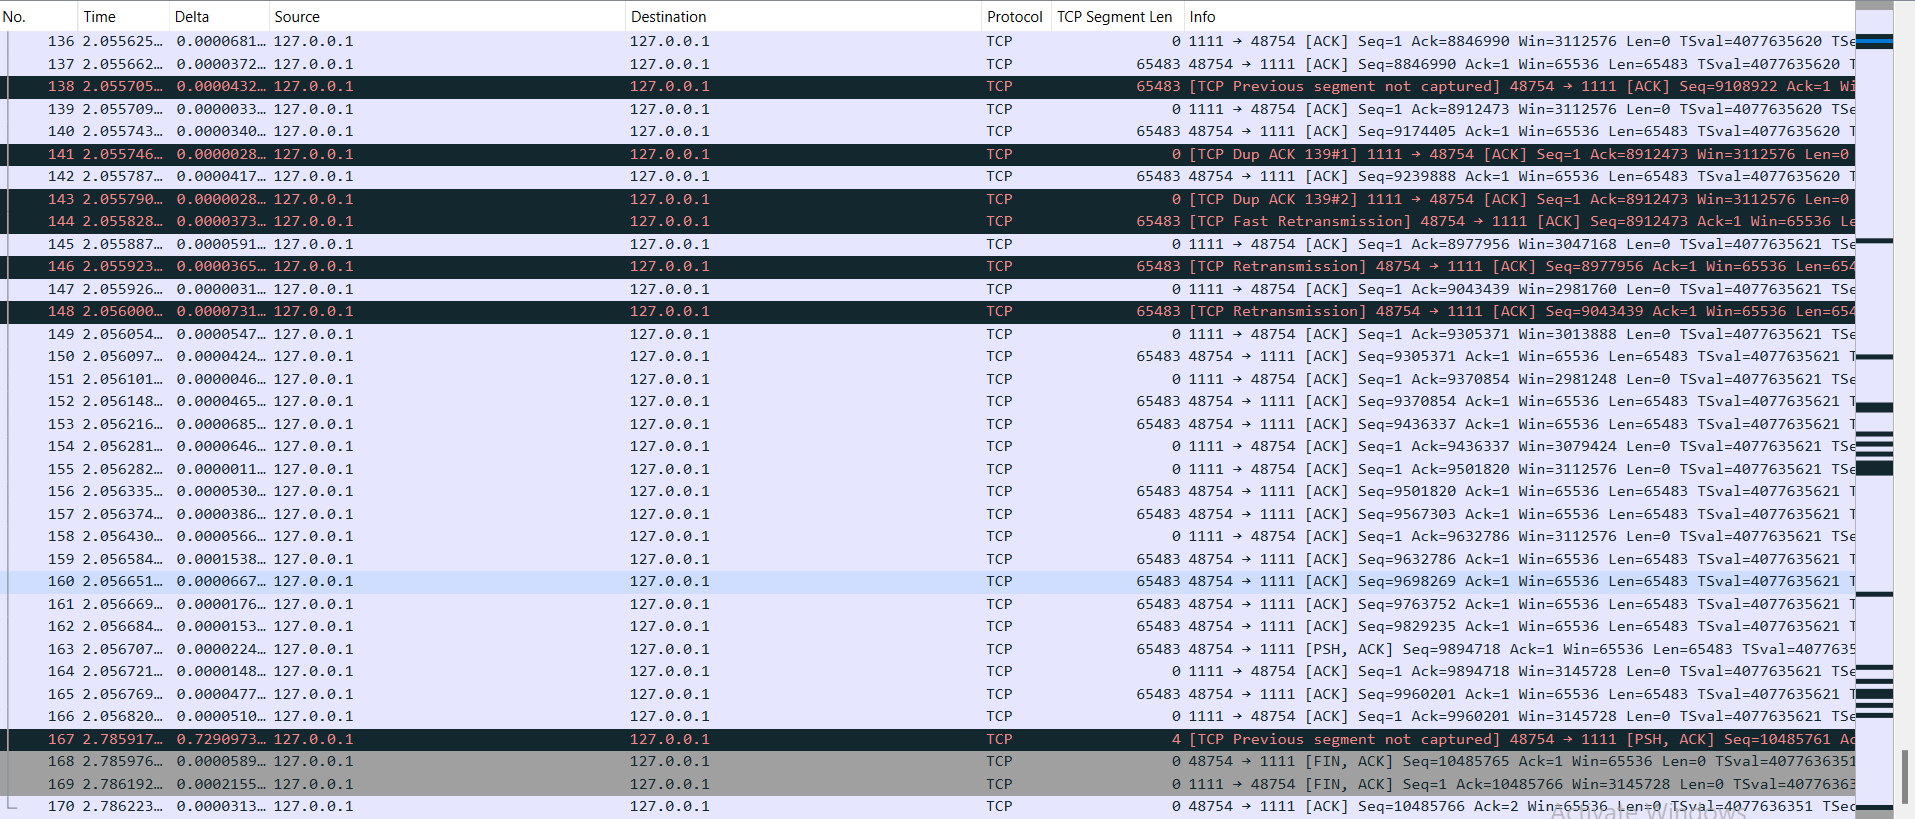 No. Time Delta Source Destination Protocol TCP Segment Len Info
136 2.055625… 0.0000681… 127.0.0.1 127.0.0.1 TCP 0 1111 → 48754 [ACK] Seq=1 Ack=8846990 Win=3112576 Len=0 TSval=4077635620 TSe
137 2.055662… 0.0000372… 127.0.0.1 127.0.0.1 TCP 65483 48754 → 1111 [ACK] Seq=8846990 Ack=1 Win=65536 Len=65483 TSval=4077635620 T
138 2.055705… 0.0000432… 127.0.0.1 127.0.0.1 TCP 65483 [TCP Previous segment not captured] 48754 → 1111 [ACK] Seq=9108922 Ack=1 Wi
139 2.055709… 0.0000033… 127.0.0.1 127.0.0.1 TCP 0 1111 → 48754 [ACK] Seq=1 Ack=8912473 Win=3112576 Len=0 TSval=4077635620 TSe
140 2.055743… 0.0000340… 127.0.0.1 127.0.0.1 TCP 65483 48754 → 1111 [ACK] Seq=9174405 Ack=1 Win=65536 Len=65483 TSval=4077635620 T
141 2.055746… 0.0000028… 127.0.0.1 127.0.0.1 TCP 0 [TCP Dup ACK 139#1] 1111 → 48754 [ACK] Seq=1 Ack=8912473 Win=3112576 Len=0
142 2.055787… 0.0000417… 127.0.0.1 127.0.0.1 TCP 65483 48754 → 1111 [ACK] Seq=9239888 Ack=1 Win=65536 Len=65483 TSval=4077635620 T
143 2.055790… 0.0000028… 127.0.0.1 127.0.0.1 TCP 0 [TCP Dup ACK 139#2] 1111 → 48754 [ACK] Seq=1 Ack=8912473 Win=3112576 Len=0
144 2.055828… 0.0000373… 127.0.0.1 127.0.0.1 TCP 65483 [TCP Fast Retransmission] 48754 → 1111 [ACK] Seq=8912473 Ack=1 Win=65536 Le
145 2.055887… 0.0000591… 127.0.0.1 127.0.0.1 TCP 0 1111 → 48754 [ACK] Seq=1 Ack=8977956 Win=3047168 Len=0 TSval=4077635621 TSe
146 2.055923… 0.0000365… 127.0.0.1 127.0.0.1 TCP 65483 [TCP Retransmission] 48754 → 1111 [ACK] Seq=8977956 Ack=1 Win=65536 Len=654
147 2.055926… 0.0000031… 127.0.0.1 127.0.0.1 TCP 0 1111 → 48754 [ACK] Seq=1 Ack=9043439 Win=2981760 Len=0 TSval=4077635621 TSe
148 2.056000… 0.0000731… 127.0.0.1 127.0.0.1 TCP 65483 [TCP Retransmission] 48754 → 1111 [ACK] Seq=9043439 Ack=1 Win=65536 Len=654
149 2.056054… 0.0000547… 127.0.0.1 127.0.0.1 TCP 0 1111 → 48754 [ACK] Seq=1 Ack=9305371 Win=3013888 Len=0 TSval=4077635621 TSe
150 2.056097… 0.0000424… 127.0.0.1 127.0.0.1 TCP 65483 48754 → 1111 [ACK] Seq=9305371 Ack=1 Win=65536 Len=65483 TSval=4077635621 T
151 2.056101… 0.0000046… 127.0.0.1 127.0.0.1 TCP 0 1111 → 48754 [ACK] Seq=1 Ack=9370854 Win=2981248 Len=0 TSval=4077635621 TSe
152 2.056148… 0.0000465… 127.0.0.1 127.0.0.1 TCP 65483 48754 → 1111 [ACK] Seq=9370854 Ack=1 Win=65536 Len=65483 TSval=4077635621 T
153 2.056216… 0.0000685… 127.0.0.1 127.0.0.1 TCP 65483 48754 → 1111 [ACK] Seq=9436337 Ack=1 Win=65536 Len=65483 TSval=4077635621 T
154 2.056281… 0.0000646… 127.0.0.1 127.0.0.1 TCP 0 1111 → 48754 [ACK] Seq=1 Ack=9436337 Win=3079424 Len=0 TSval=4077635621 TSe
155 2.056282… 0.0000011… 127.0.0.1 127.0.0.1 TCP 0 1111 → 48754 [ACK] Seq=1 Ack=9501820 Win=3112576 Len=0 TSval=4077635621 TSe
156 2.056335… 0.0000530… 127.0.0.1 127.0.0.1 TCP 65483 48754 → 1111 [ACK] Seq=9501820 Ack=1 Win=65536 Len=65483 TSval=4077635621 T
157 2.056374… 0.0000386… 127.0.0.1 127.0.0.1 TCP 65483 48754 → 1111 [ACK] Seq=9567303 Ack=1 Win=65536 Len=65483 TSval=4077635621 T
158 2.056430… 0.0000566… 127.0.0.1 127.0.0.1 TCP 0 1111 → 48754 [ACK] Seq=1 Ack=9632786 Win=3112576 Len=0 TSval=4077635621 TSe
159 2.056584… 0.0001538… 127.0.0.1 127.0.0.1 TCP 65483 48754 → 1111 [ACK] Seq=9632786 Ack=1 Win=65536 Len=65483 TSval=4077635621 T
160 2.056651… 0.0000667… 127.0.0.1 127.0.0.1 TCP 65483 48754 → 1111 [ACK] Seq=9698269 Ack=1 Win=65536 Len=65483 TSval=4077635621 T
161 2.056669… 0.0000176… 127.0.0.1 127.0.0.1 TCP 65483 48754 → 1111 [ACK] Seq=9763752 Ack=1 Win=65536 Len=65483 TSval=4077635621 T
162 2.056684… 0.0000153… 127.0.0.1 127.0.0.1 TCP 65483 48754 → 1111 [ACK] Seq=9829235 Ack=1 Win=65536 Len=65483 TSval=4077635621 T
163 2.056707… 0.0000224… 127.0.0.1 127.0.0.1 TCP 65483 48754 → 1111 [PSH, ACK] Seq=9894718 Ack=1 Win=65536 Len=65483 TSval=4077635
164 2.056721… 0.0000148… 127.0.0.1 127.0.0.1 TCP 0 1111 → 48754 [ACK] Seq=1 Ack=9894718 Win=3145728 Len=0 TSval=4077635621 TSe
165 2.056769… 0.0000477… 127.0.0.1 127.0.0.1 TCP 65483 48754 → 1111 [ACK] Seq=9960201 Ack=1 Win=65536 Len=65483 TSval=4077635621 T
166 2.056820… 0.0000510… 127.0.0.1 127.0.0.1 TCP 0 1111 → 48754 [ACK] Seq=1 Ack=9960201 Win=3145728 Len=0 TSval=4077635621 TSe
167 2.785917… 0.7290973… 127.0.0.1 127.0.0.1 TCP 4 [TCP Previous segment not captured] 48754 → 1111 [PSH, ACK] Seq=10485761 Ac
168 2.785976… 0.0000589… 127.0.0.1 127.0.0.1 TCP 0 48754 → 1111 [FIN, ACK] Seq=10485765 Ack=1 Win=65536 Len=0 TSval=4077636351
169 2.786192… 0.0002155… 127.0.0.1 127.0.0.1 TCP 0 1111 → 48754 [FIN, ACK] Seq=1 Ack=10485766 Win=3145728 Len=0 TSval=40776363
170 2.786223… 0.0000313… 127.0.0.1 127.0.0.1 TCP 0 48754 → 1111 [ACK] Seq=10485766 Ack=2 Win=65536 Len=0 TSval=4077636351 TSec
Activate Windows